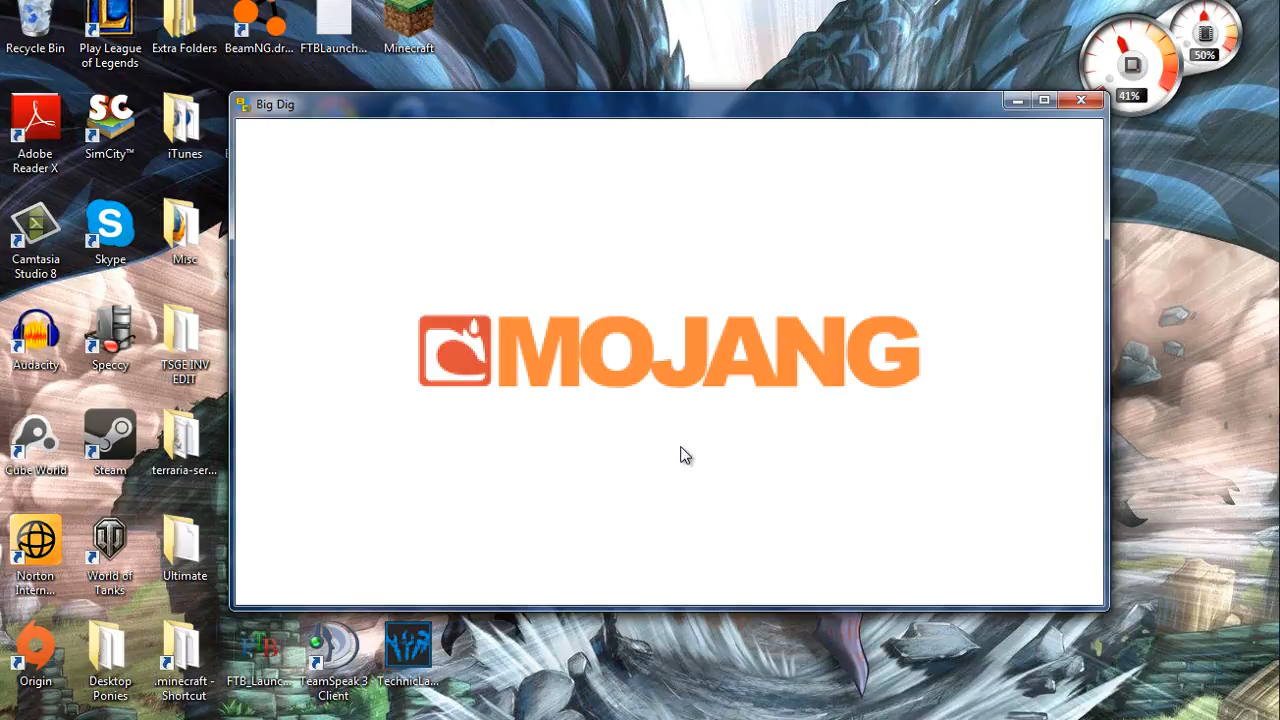 Recycle Bin
Play League
of Legends
Extra Folders
BeamNG.dr...
FTBLaunch...
Minecraft
50%
41%
Big Dig
Adobe
Reader X
SimCity™
iTunes
Camtasia
Studio 8
Skype
Misc
MOJANG
Audacity
Speccy
TSGE INV
EDIT
Cube World
Steam
terraria-ser...
Norton
Intern...
World of
Tanks
Ultimate
Origin
Desktop
Ponies
.minecraft -
Shortcut
FTB_Launc...
TeamSpeak 3
Client
TechnicLa...